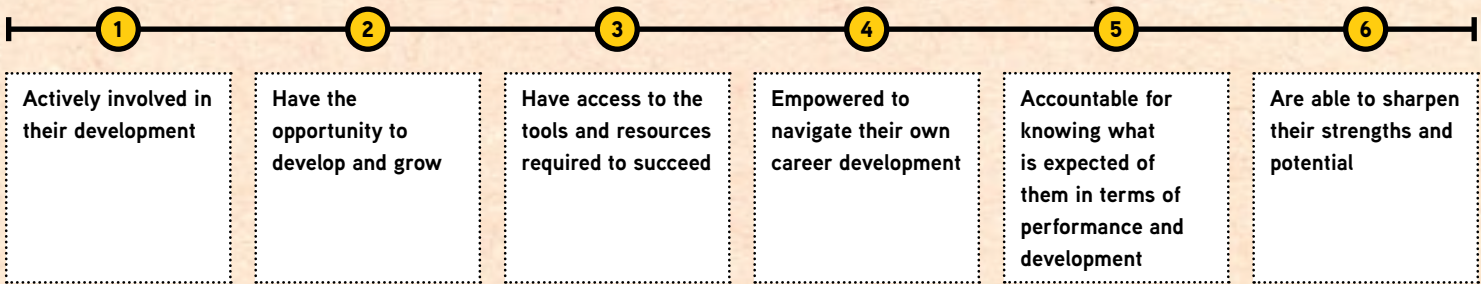 1
2
3
4
5
6
Actively involved in
their development
Have the
opportunity to
develop and grow
Have access to the
tools and resources
required to succeed
Empowered to
navigate their own
career development
Accountable for
knowing what
is expected of
them in terms of
performance and
development
Are able to sharpen
their strengths and
potential